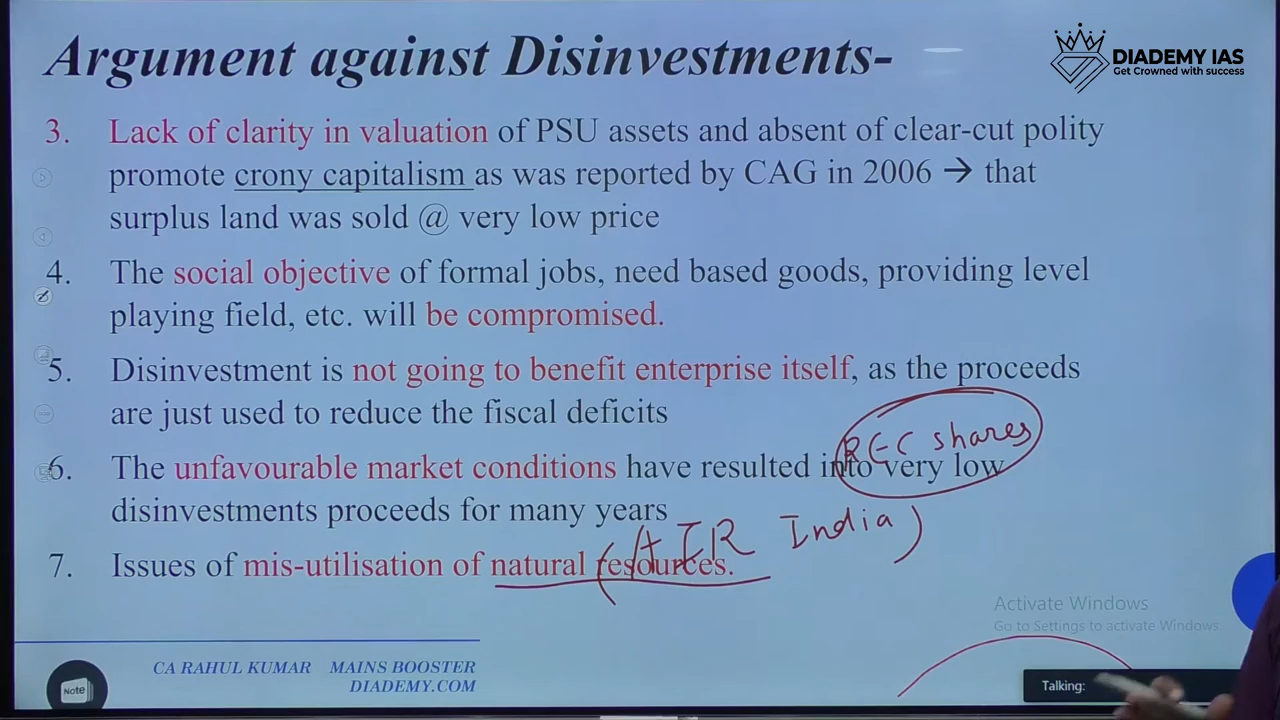 Argument against Disinvestments-
DIADEMY IAS
Get Crowned with success
3. Lack of clarity in valuation of PSU assets and absent of clear-cut polity
promote crony capitalism as was reported by CAG in 2006 → that
surplus land was sold @ very low price
4. The social objective of formal jobs, need based goods, providing level
playing field, etc. will be compromised.
5. Disinvestment is not going to benefit enterprise itself, as the proceeds
are just used to reduce the fiscal deficits
REC shares
6. The unfavourable market conditions have resulted into very low
disinvestments proceeds for many years
(AIR India)
7. Issues of mis-utilisation of natural resources.
Activate Windows
Go to Settings to activate Windows.
CA RAHUL KUMAR MAINS BOOSTER
DIADEMY.COM
Note
Talking: